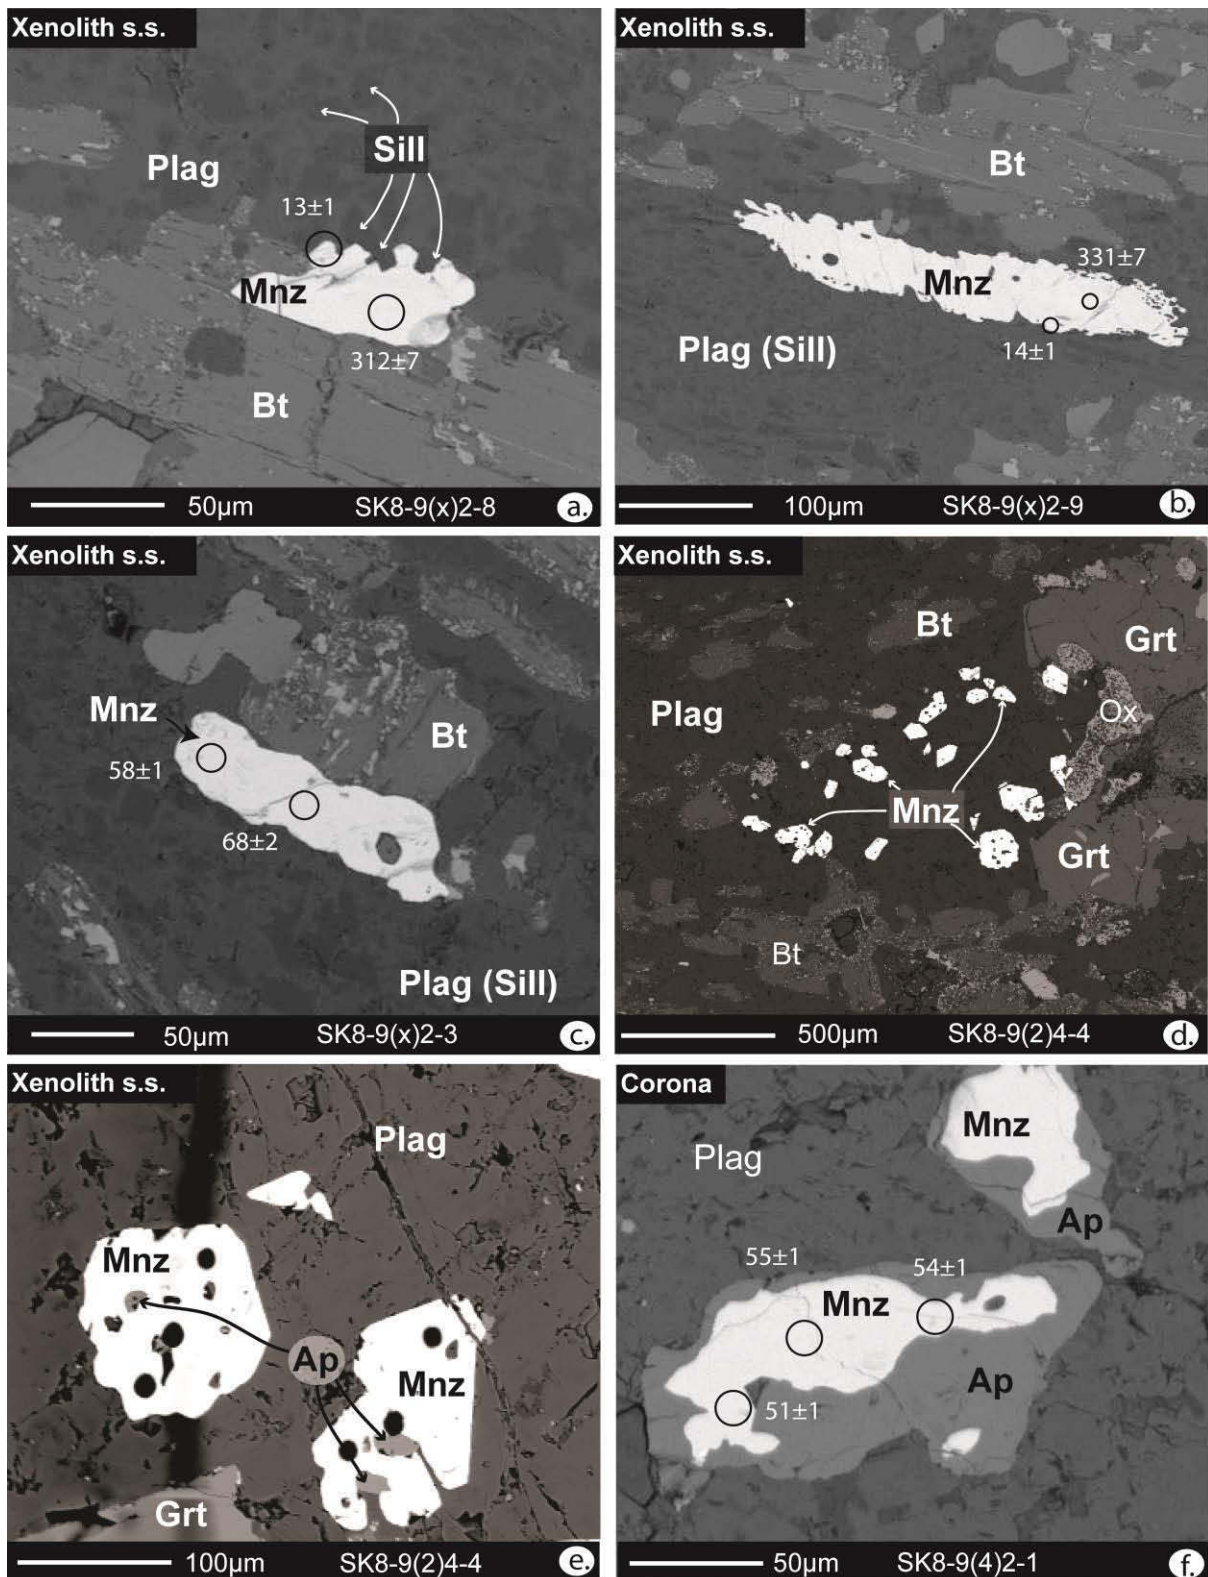 Xenolith s.s.
Sill
Plag
13±1
Mnz
312±7
Bt
50µm SK8-9(x)2-8 a.
Xenolith s.s.
Bt
331±7
Mnz
14±1
Plag (Sill)
100µm SK8-9(x)2-9 b.
Xenolith s.s.
Mnz
Bt
58±1
68±2
Plag (Sill)
50µm SK8-9(x)2-3 c.
Xenolith s.s.
Bt
Grt
Plag
Ox
Mnz
Grt
Bt
500µm SK8-9(2)4-4 d.
Xenolith s.s.
Plag
Mnz
Ap
Mnz
Grt
100µm SK8-9(2)4-4 e.
Corona
Mnz
Plag
Ap
55±1
54±1
Mnz
Ap
51±1
50µm SK8-9(4)2-1 f.